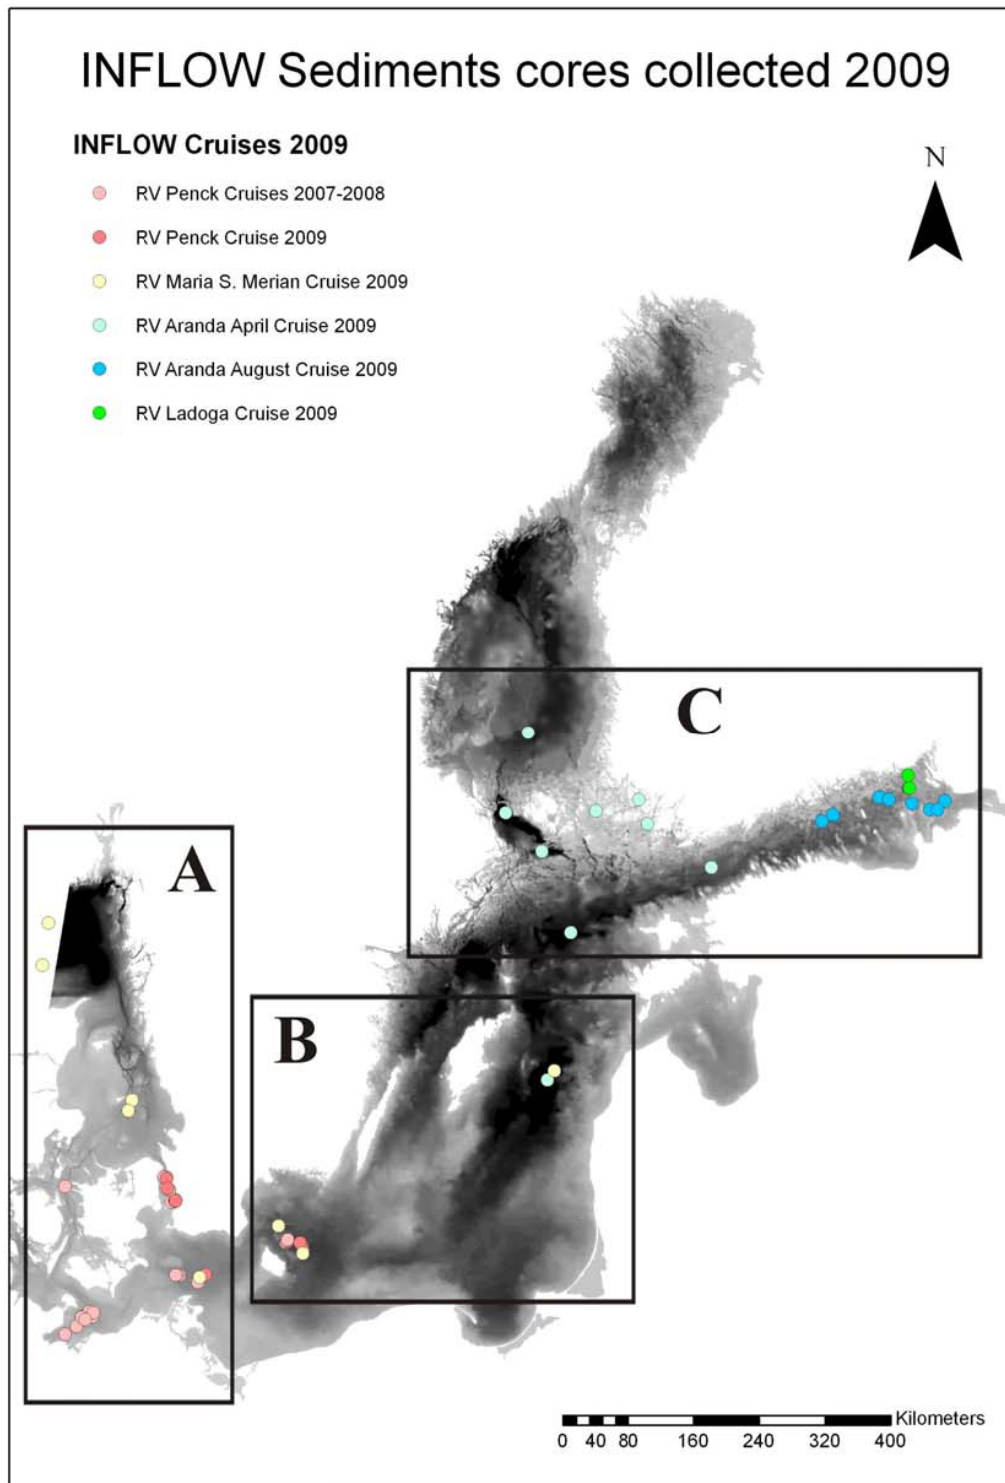 INFLOW Sediments cores collected 2009
INFLOW Cruises 2009
RV Penck Cruises 2007-2008
RV Penck Cruise 2009
RV Maria S. Merian Cruise 2009
RV Aranda April Cruise 2009
RV Aranda August Cruise 2009
RV Ladoga Cruise 2009
N
C
A
B
Kilometers
0 40 80 160 240 320 400